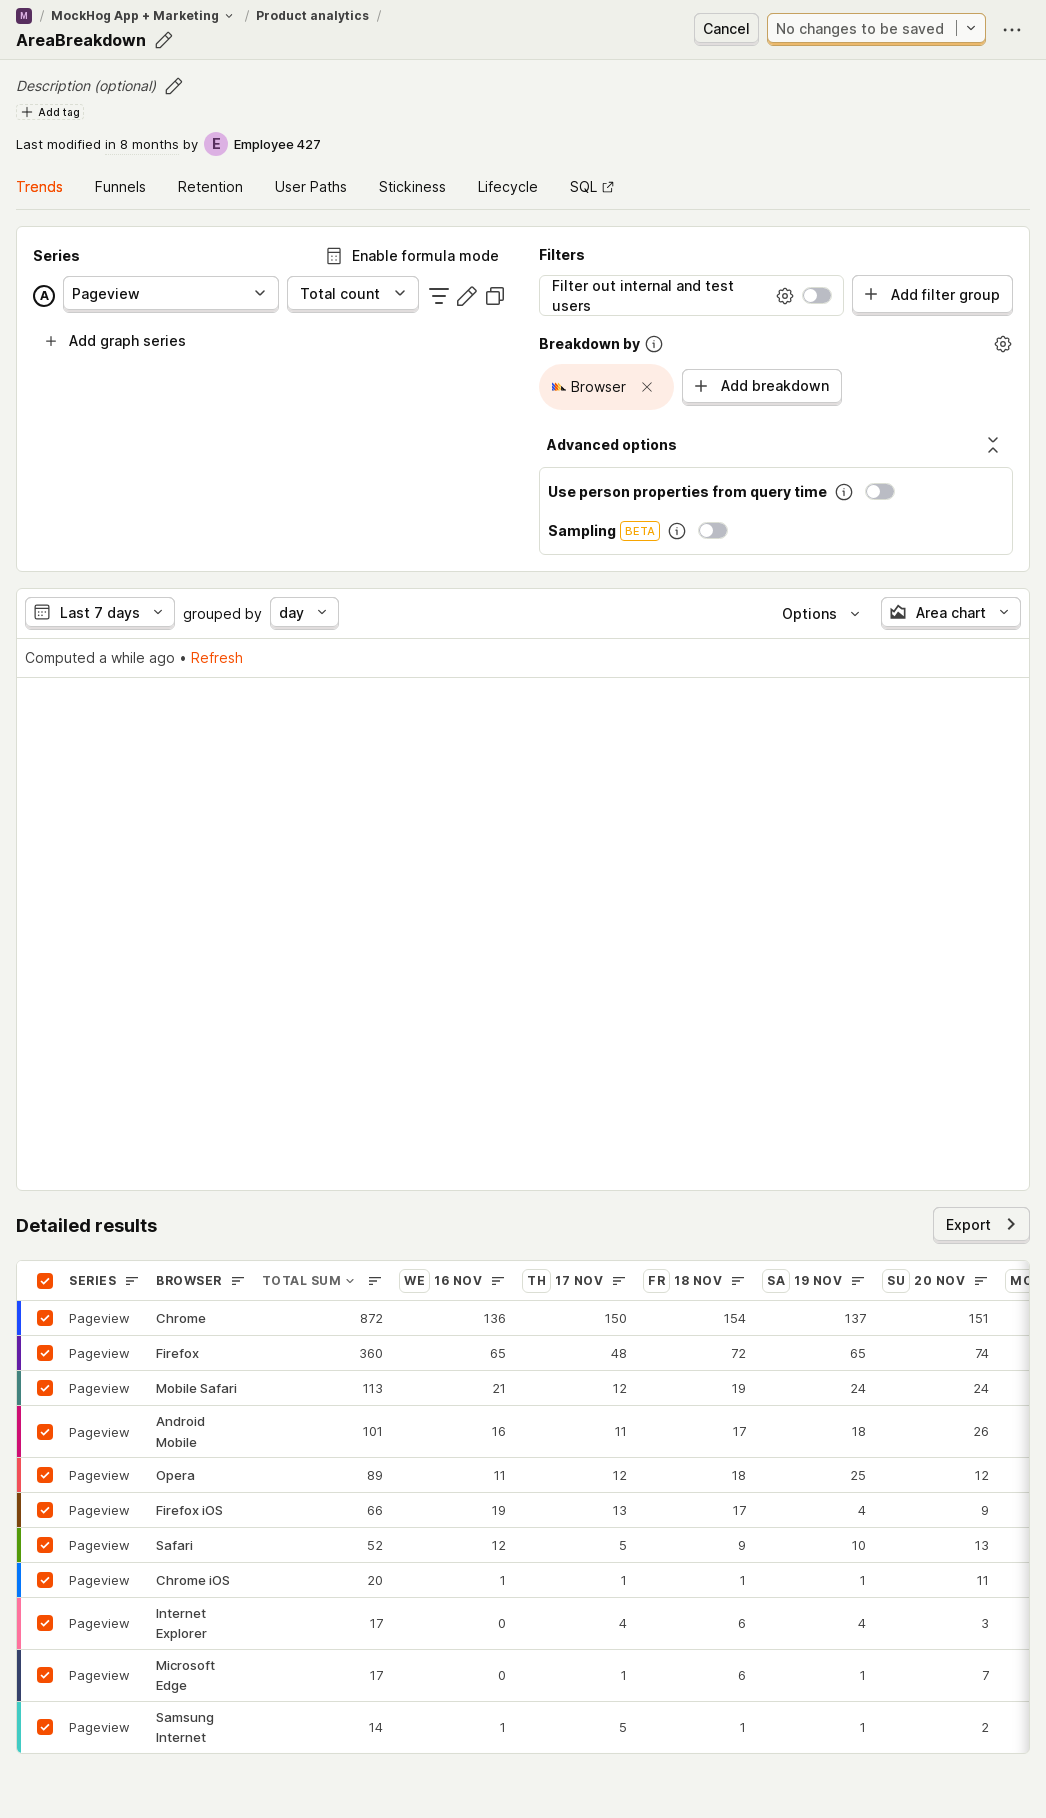 M / MockHog App + Marketing / Product analytics /
AreaBreakdown
Cancel
No changes to be saved
Description (optional)
Add tag
Last modified in 8 months by E Employee 427
Trends Funnels Retention User Paths Stickiness Lifecycle SQL
Series
Enable formula mode
A Pageview Total count
Add graph series
Filters
Filter out internal and test
users
Add filter group
Breakdown by
Browser
Add breakdown
Advanced options
Use person properties from query time
Sampling BETA
Last 7 days grouped by day
Options
Area chart
Computed a while ago • Refresh
Detailed results
Export
SERIES BROWSER TOTAL SUM WE 16 NOV TH 17 NOV FR 18 NOV SA 19 NOV SU 20 NOV
Pageview Chrome 872 136 150 154 137 151
Pageview Firefox 360 65 48 72 65 74
Pageview Mobile Safari 113 21 12 19 24 24
Pageview Android
Mobile 101 16 11 17 18 26
Pageview Opera 89 11 12 18 25 12
Pageview Firefox iOS 66 19 13 17 4 9
Pageview Safari 52 12 5 9 10 13
Pageview Chrome iOS 20 1 1 1 1 11
Pageview Internet
Explorer 17 0 4 6 4 3
Pageview Microsoft
Edge 17 0 1 6 1 7
Pageview Samsung
Internet 14 1 5 1 1 2